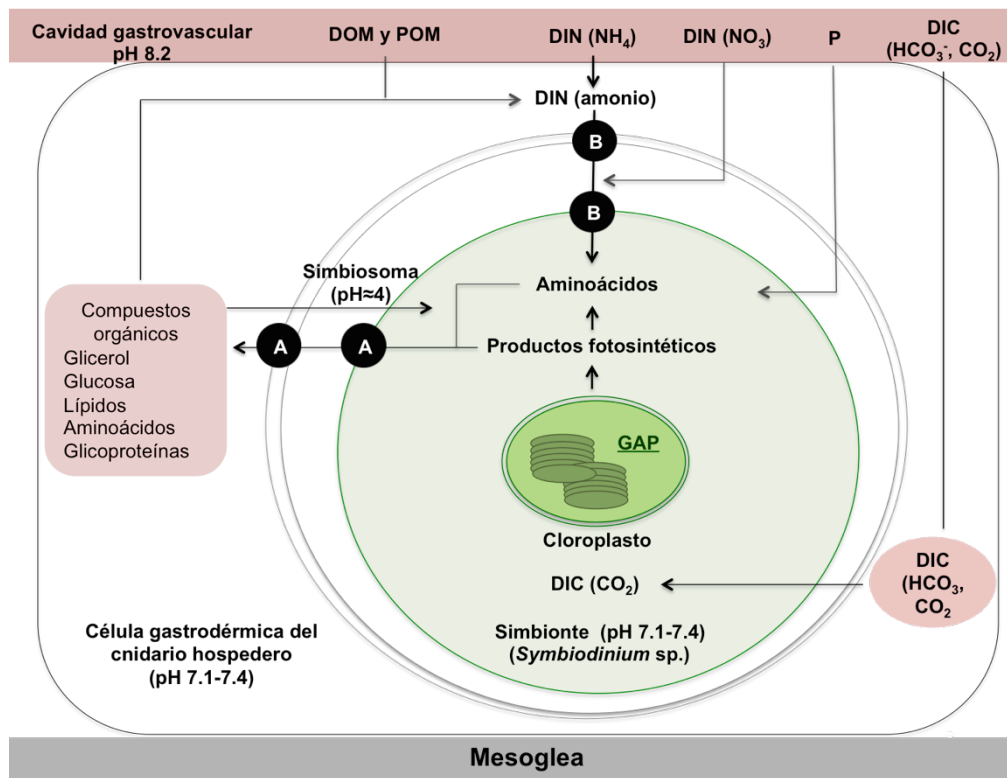 Cavidad gastrovascular
pH 8.2
DOM y POM
DIN (NH₄)
DIN (NO₃)
P
DIC
(HCO₃⁻, CO₂)
DIN (amonio)
B
B
Simbiosoma
(pH≈4)
Aminoácidos
Compuestos
orgánicos
Glicerol
Glucosa
Lípidos
Aminoácidos
Glicoproteínas
A
A
Productos fotosintéticos
GAP
Cloroplasto
DIC (CO₂)
DIC
(HCO₃,
CO₂
Célula gastrodérmica del
cnidario hospedero
(pH 7.1-7.4)
Simbionte (pH 7.1-7.4)
(Symbiodinium sp.)
Mesoglea